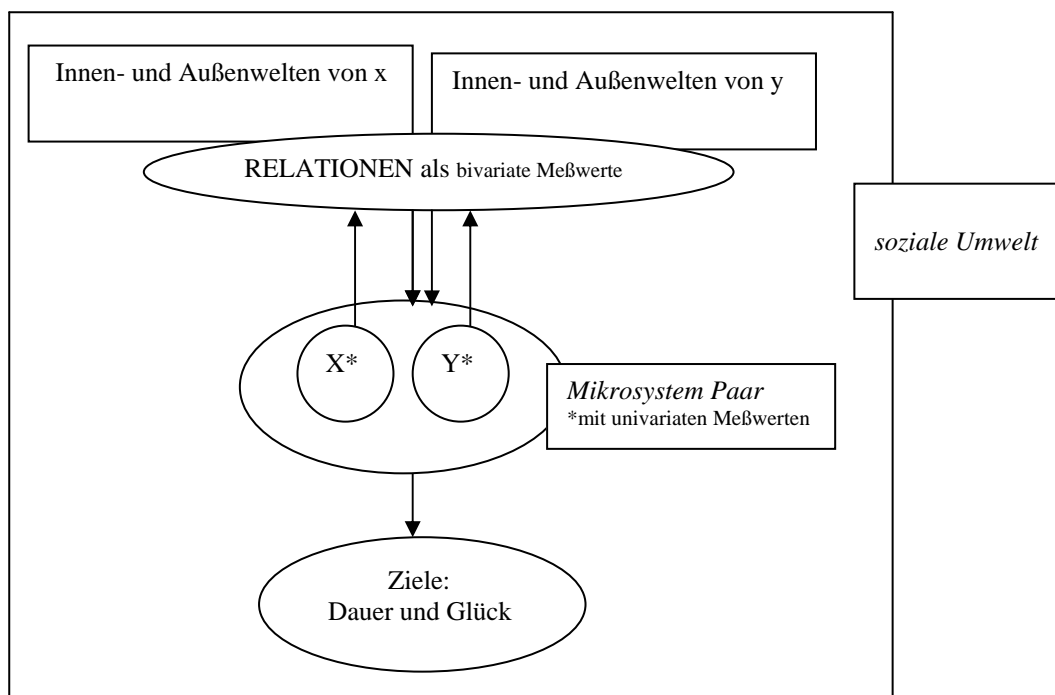 Innen- und Außenwelten von x
Innen- und Außenwelten von y
RELATIONEN als bivariate Meßwerte
soziale Umwelt
X*
Y*
Mikrosystem Paar
*mit univariaten Meßwerten
Ziele:
Dauer und Glück